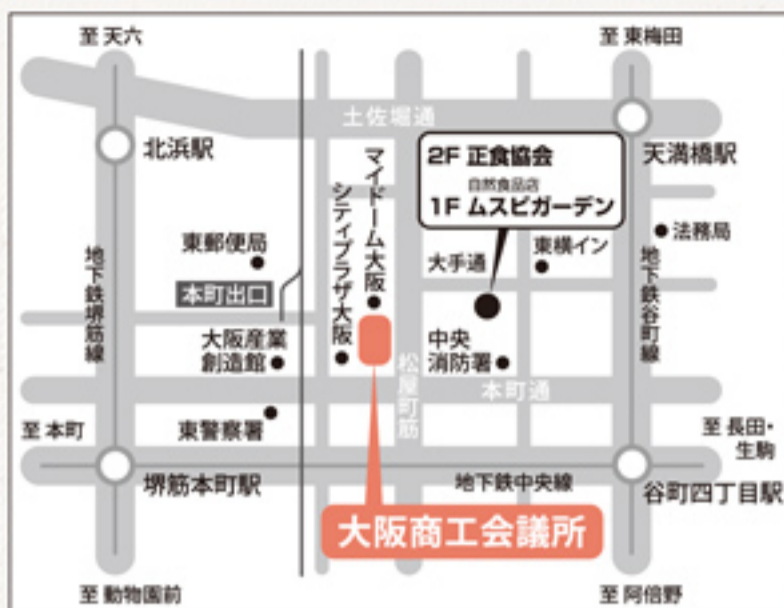 至 天六
至 東梅田
土佐堀通
北浜駅
天満橋駅
2F 正食協会
自然食品店
1F ムスビガーデン
マイドーム大阪
シティプラザ大阪
東郵便局
本町出口
大手通
東横イン
法務局
地下鉄堺筋線
地下鉄谷町線
大阪産業
創造館
中央
消防署
松屋町筋
本町通
東警察署
至 本町
至 長田・
生駒
堺筋本町駅
地下鉄中央線
谷町四丁目駅
大阪商工会議所
至 動物園前
至 阿倍野